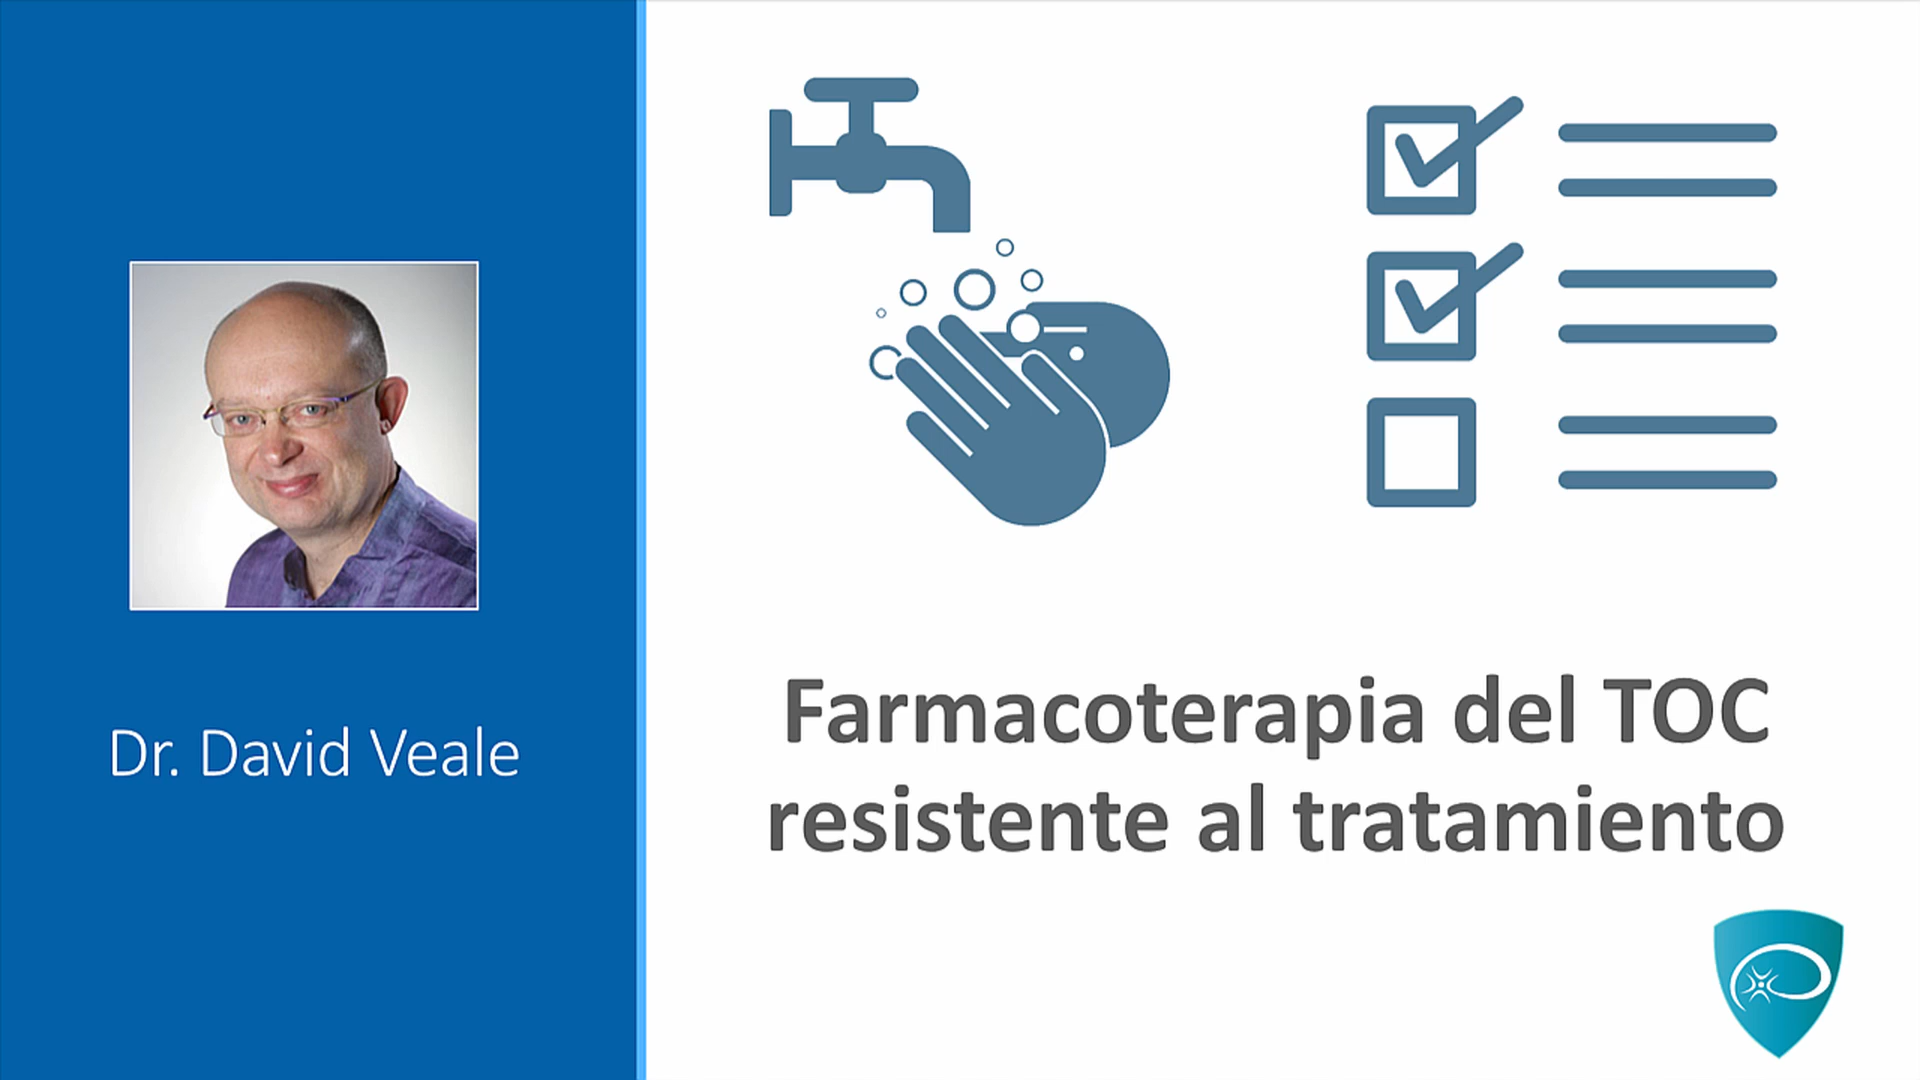 Dr. David Veale
Farmacoterapia del TOC
resistente al tratamiento